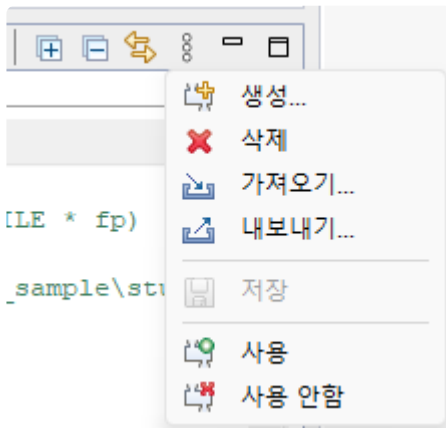 생성...
삭제
가져오기...
ILE * fp)
내보내기...
_sample\stu
저장
사용
사용 안함